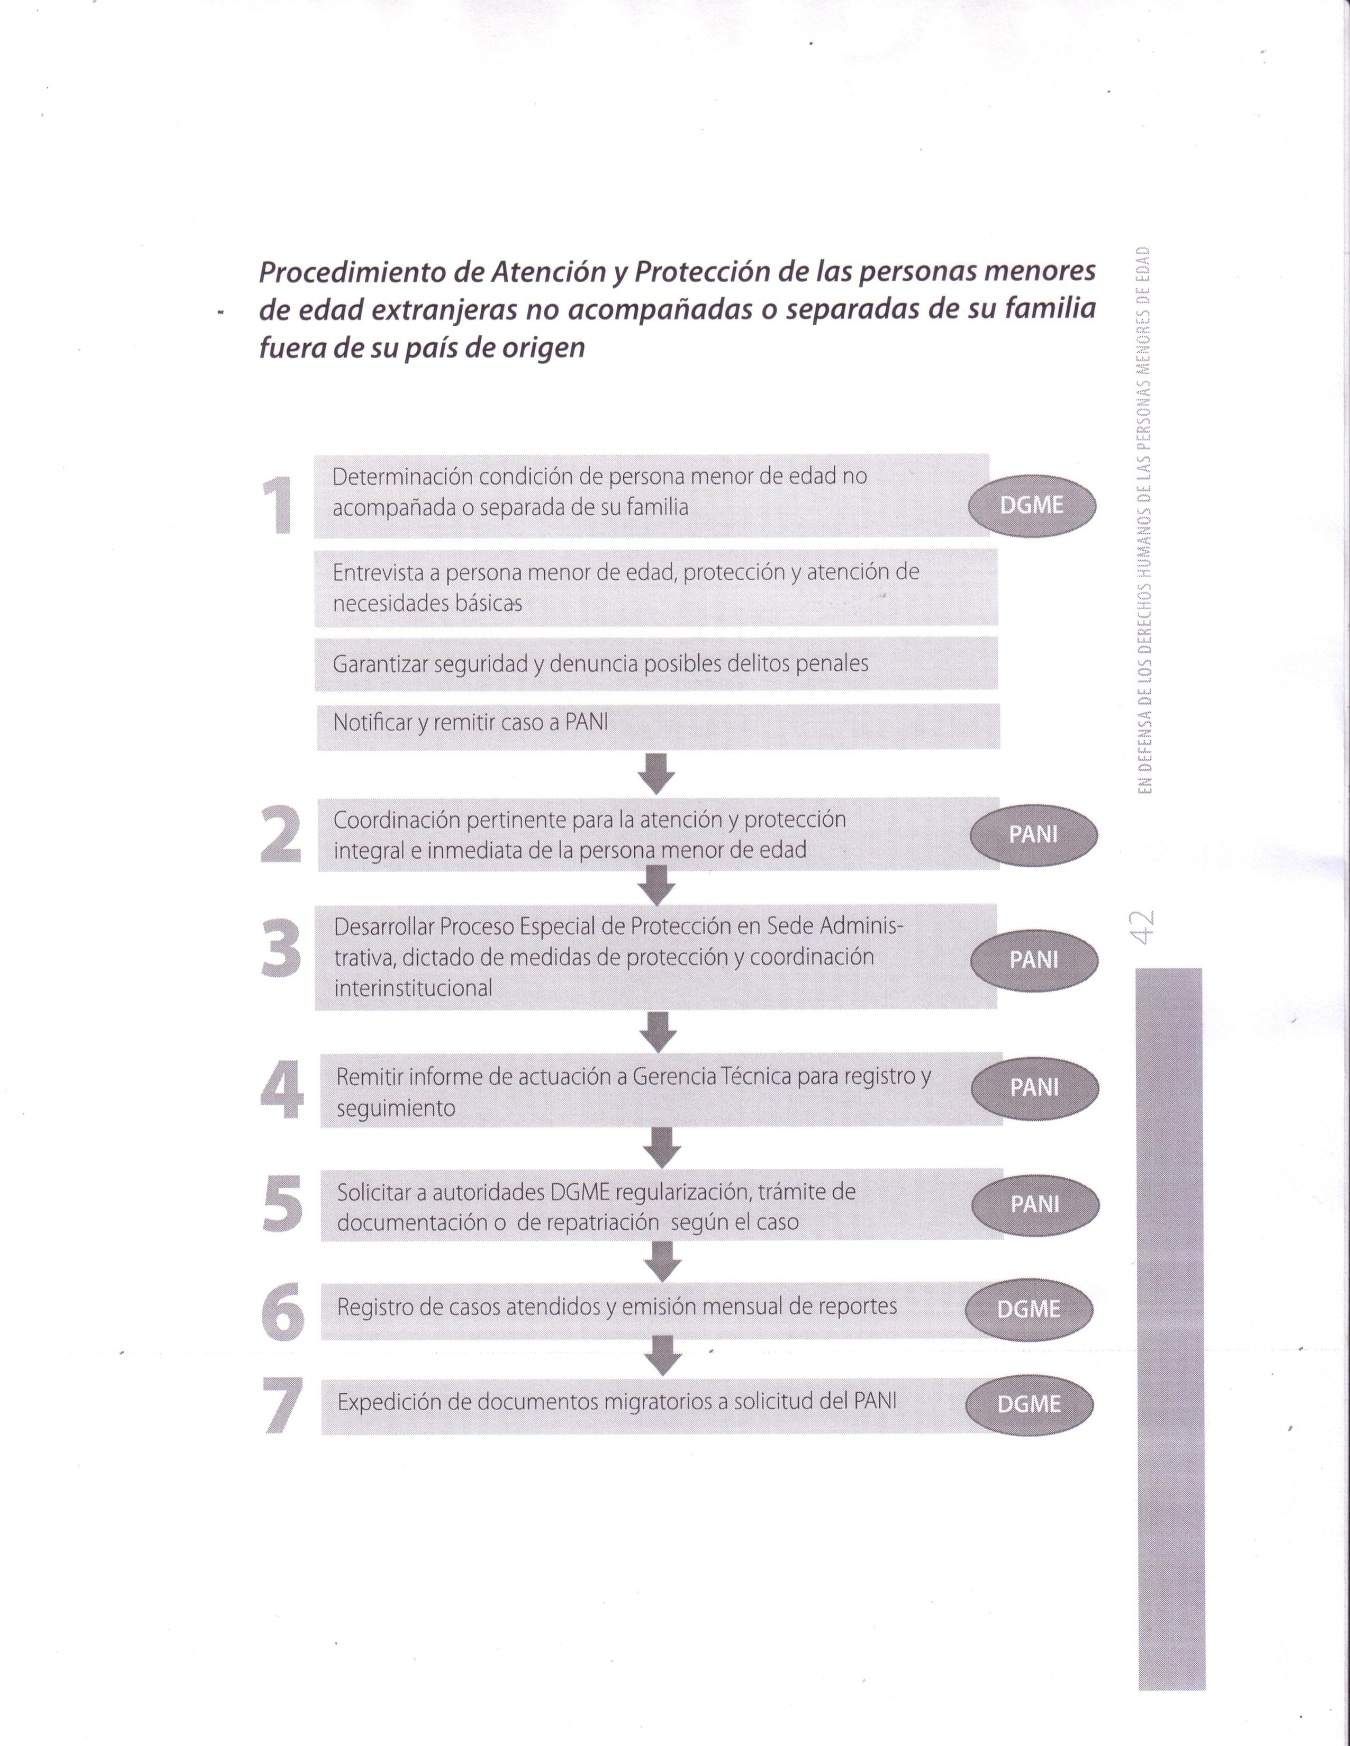 Procedimiento de Atención y Protección de las personas menores
de edad extranjeras no acompañadas o separadas de su familia
fuera de su país de origen
1
Determinación condición de persona menor de edad no
acompañada o separada de su familia
DGME
Entrevista a persona menor de edad, protección y atención de
necesidades básicas
Garantizar seguridad y denuncia posibles delitos penales
Notificar y remitir caso a PANI
2
Coordinación pertinente para la atención y protección
integral e inmediata de la persona menor de edad
PANI
3
Desarrollar Proceso Especial de Protección en Sede Adminis-
trativa, dictado de medidas de protección y coordinación
interinstitucional
PANI
4
Remitir informe de actuación a Gerencia Técnica para registro y
seguimiento
PANI
5
Solicitar a autoridades DGME regularización, trámite de
documentación o de repatriación según el caso
PANI
6
Registro de casos atendidos y emisión mensual de reportes
DGME
7
Expedición de documentos migratorios a solicitud del PANI
DGME
EN DEFENSA DE LOS DERECHOS HUMANOS DE LAS PERSONAS MENORES DE EDAD
42